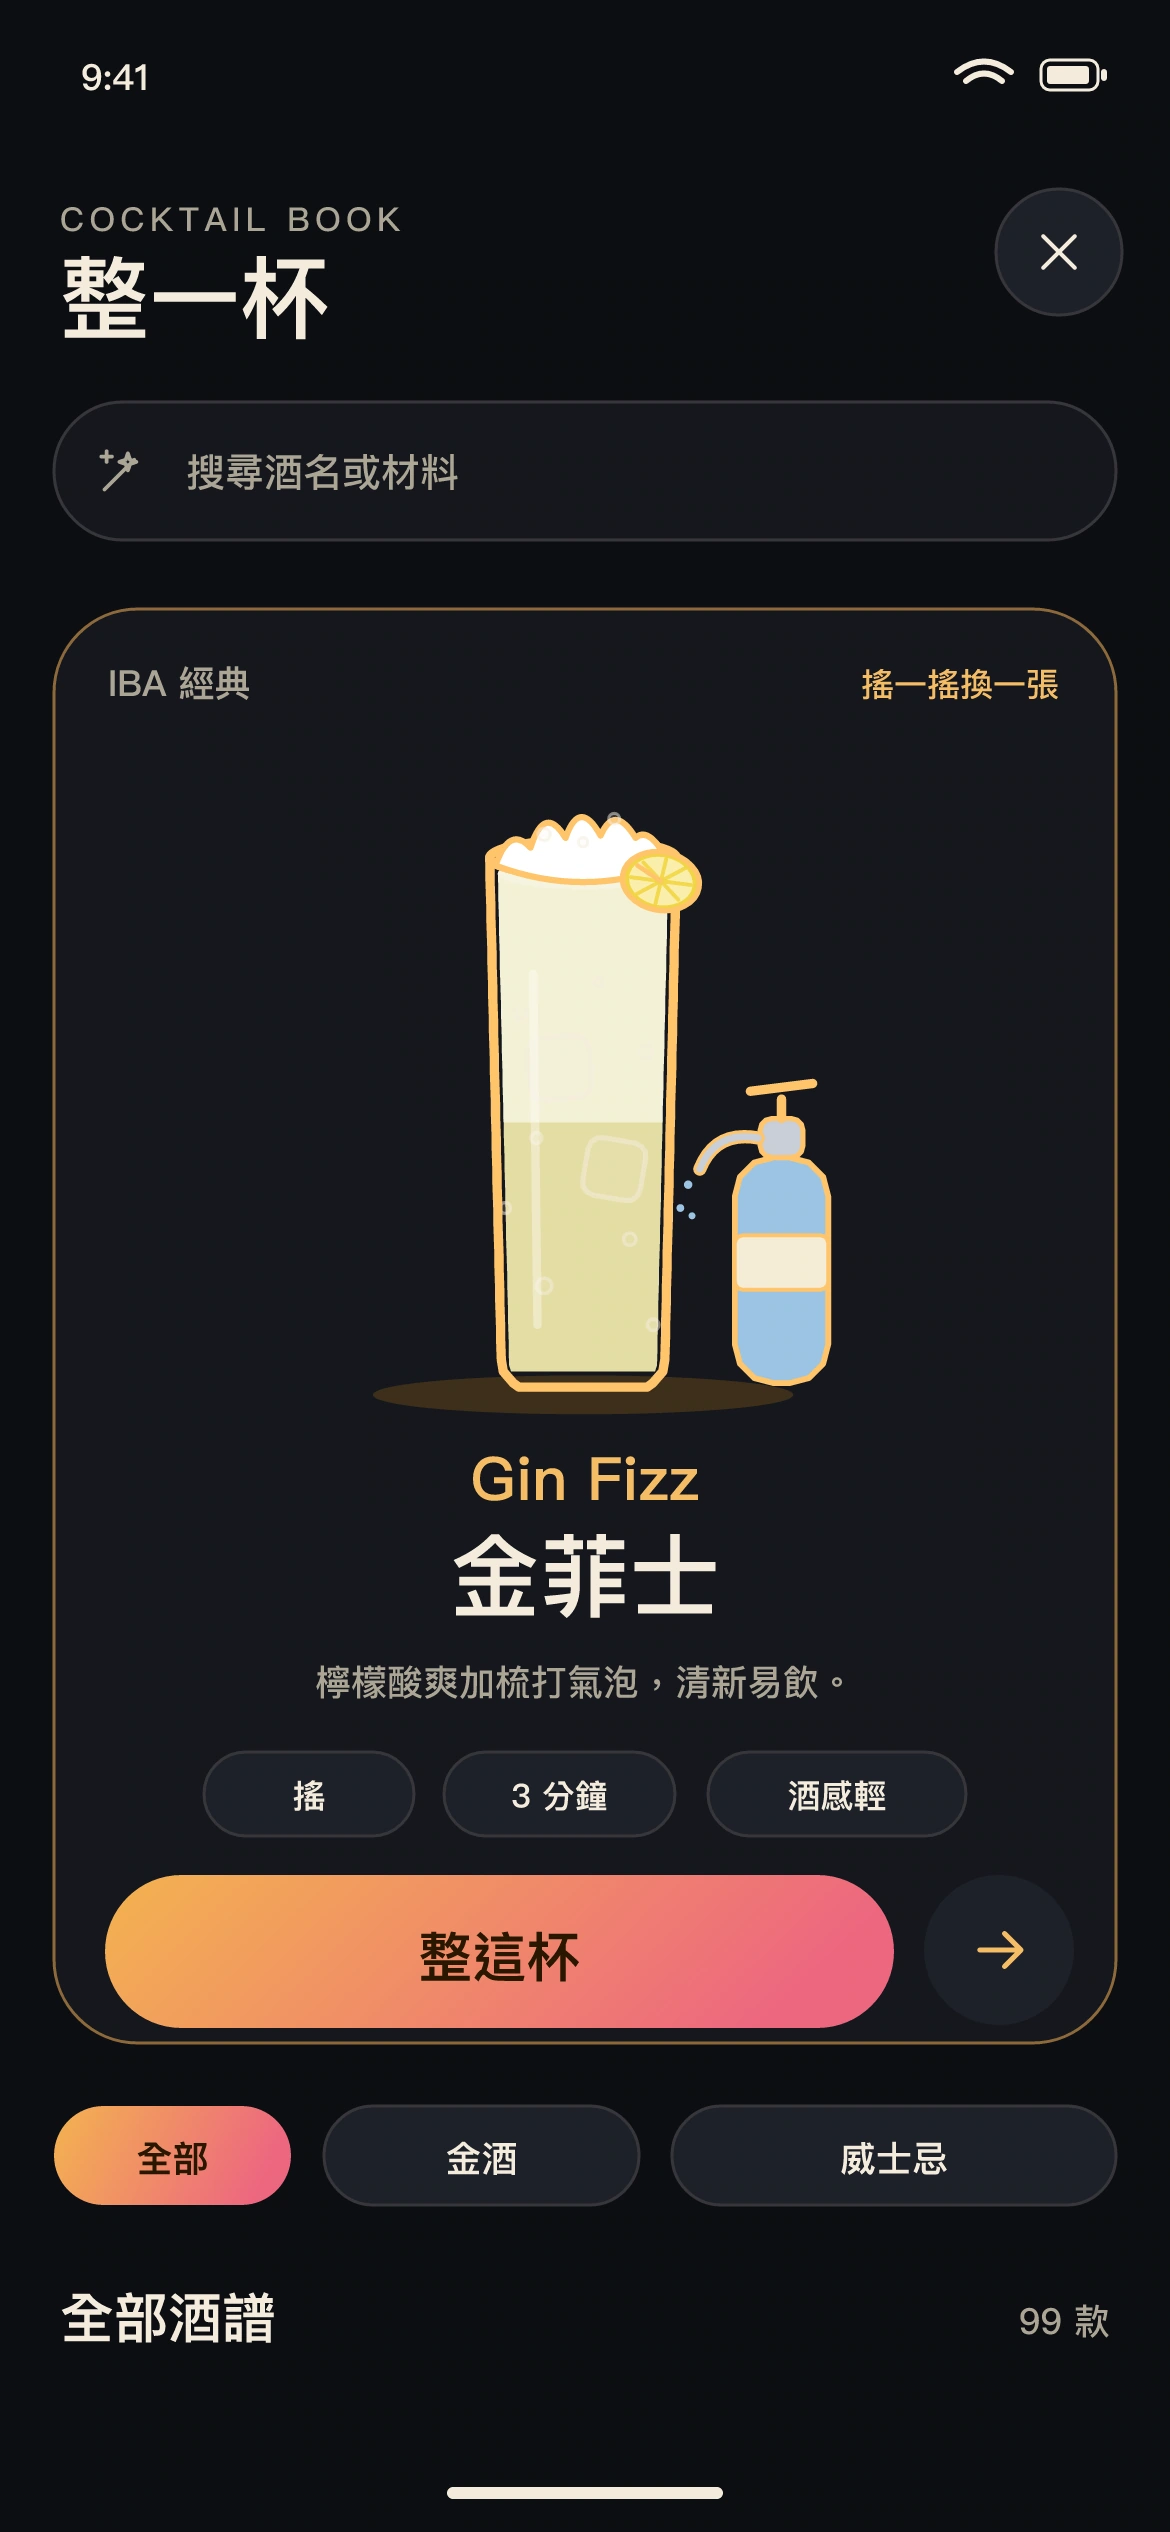 9:41
COCKTAIL BOOK
整一杯
搜尋酒名或材料
IBA 經典
搖一搖換一張
Gin Fizz
金菲士
檸檬酸爽加梳打氣泡，清新易飲。
搖
3 分鐘
酒感輕
整這杯
全部
金酒
威士忌
全部酒譜
99 款